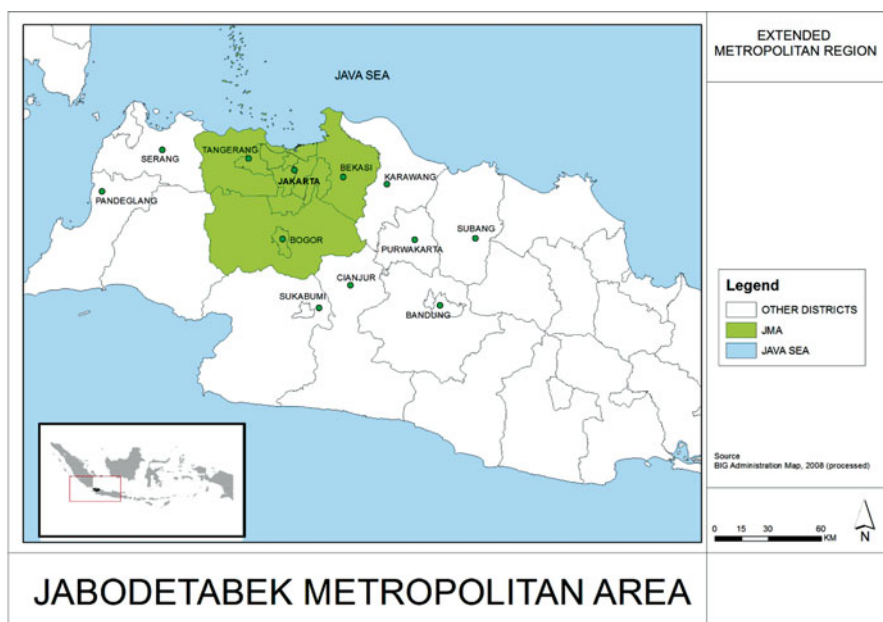 EXTENDED
METROPOLITAN REGION
JAVA SEA
TANGERANG
SERANG
JAKARTA
BEKASI
KARAWANG
PANDEGLANG
BOGOR
PURWAKARTA
SUBANG
CIANJUR
SUKABUMI
BANDUNG
Legend
OTHER DISTRICTS
JMA
JAVA SEA
Source
BIG Administration Map, 2008 (processed)
0 15 30 60
KM
N
JABODETABEK METROPOLITAN AREA